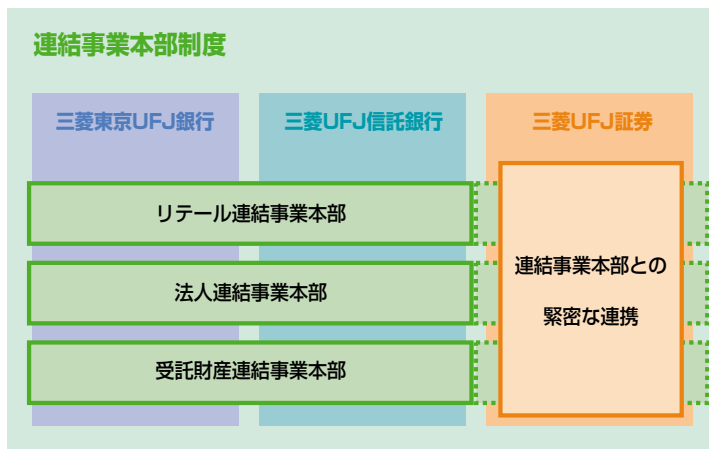 連結事業本部制度
三菱東京UFJ銀行
三菱UFJ信託銀行
三菱UFJ証券
リテール連結事業本部
法人連結事業本部
受託財産連結事業本部
連結事業本部との
緊密な連携